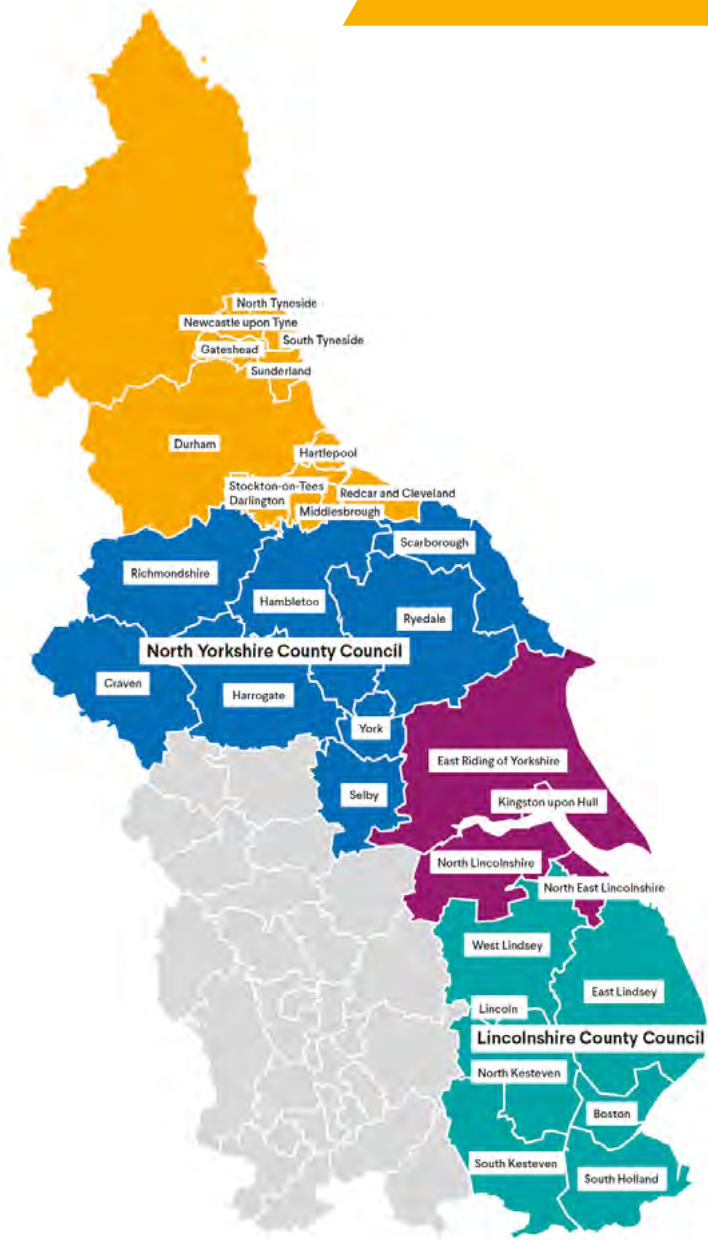 North Tyneside
Newcastle upon Tyne
South Tyneside
Gateshead
Sunderland
Durham
Hartlepool
Stockton-on-Tees
Darlington
Redcar and Cleveland
Middlesbrough
Scarborough
Richmondshire
Hambleton
Ryedale
North Yorkshire County Council
Craven
Harrogate
York
East Riding of Yorkshire
Selby
Kingston upon Hull
North Lincolnshire
North East Lincolnshire
West Lindsey
East Lindsey
Lincoln
Lincolnshire County Council
North Kesteven
Boston
South Kesteven
South Holland